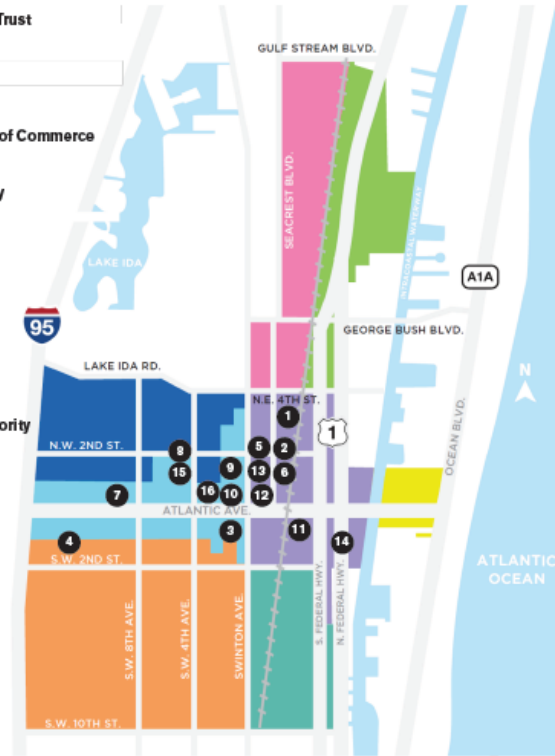 Trust
GULF STREAM BLVD.
of Commerce
SEACREST BLVD.
y
INTRACOASTAL WATERWAY
LAKE IDA
A1A
95
GEORGE BUSH BLVD.
LAKE IDA RD.
N
N.E. 4TH ST.
1
1
ority
OCEAN BLVD.
N.W. 2ND ST.
8
5
2
15
9
13
6
7
16
10
12
ATLANTIC AVE.
3
11
14
4
S.W. 2ND ST.
ATLANTIC
OCEAN
S.W. 8TH AVE.
S.W. 4TH AVE.
SWINTON AVE.
S. FEDERAL HWY.
N. FEDERAL HWY.
S.W. 10TH ST.